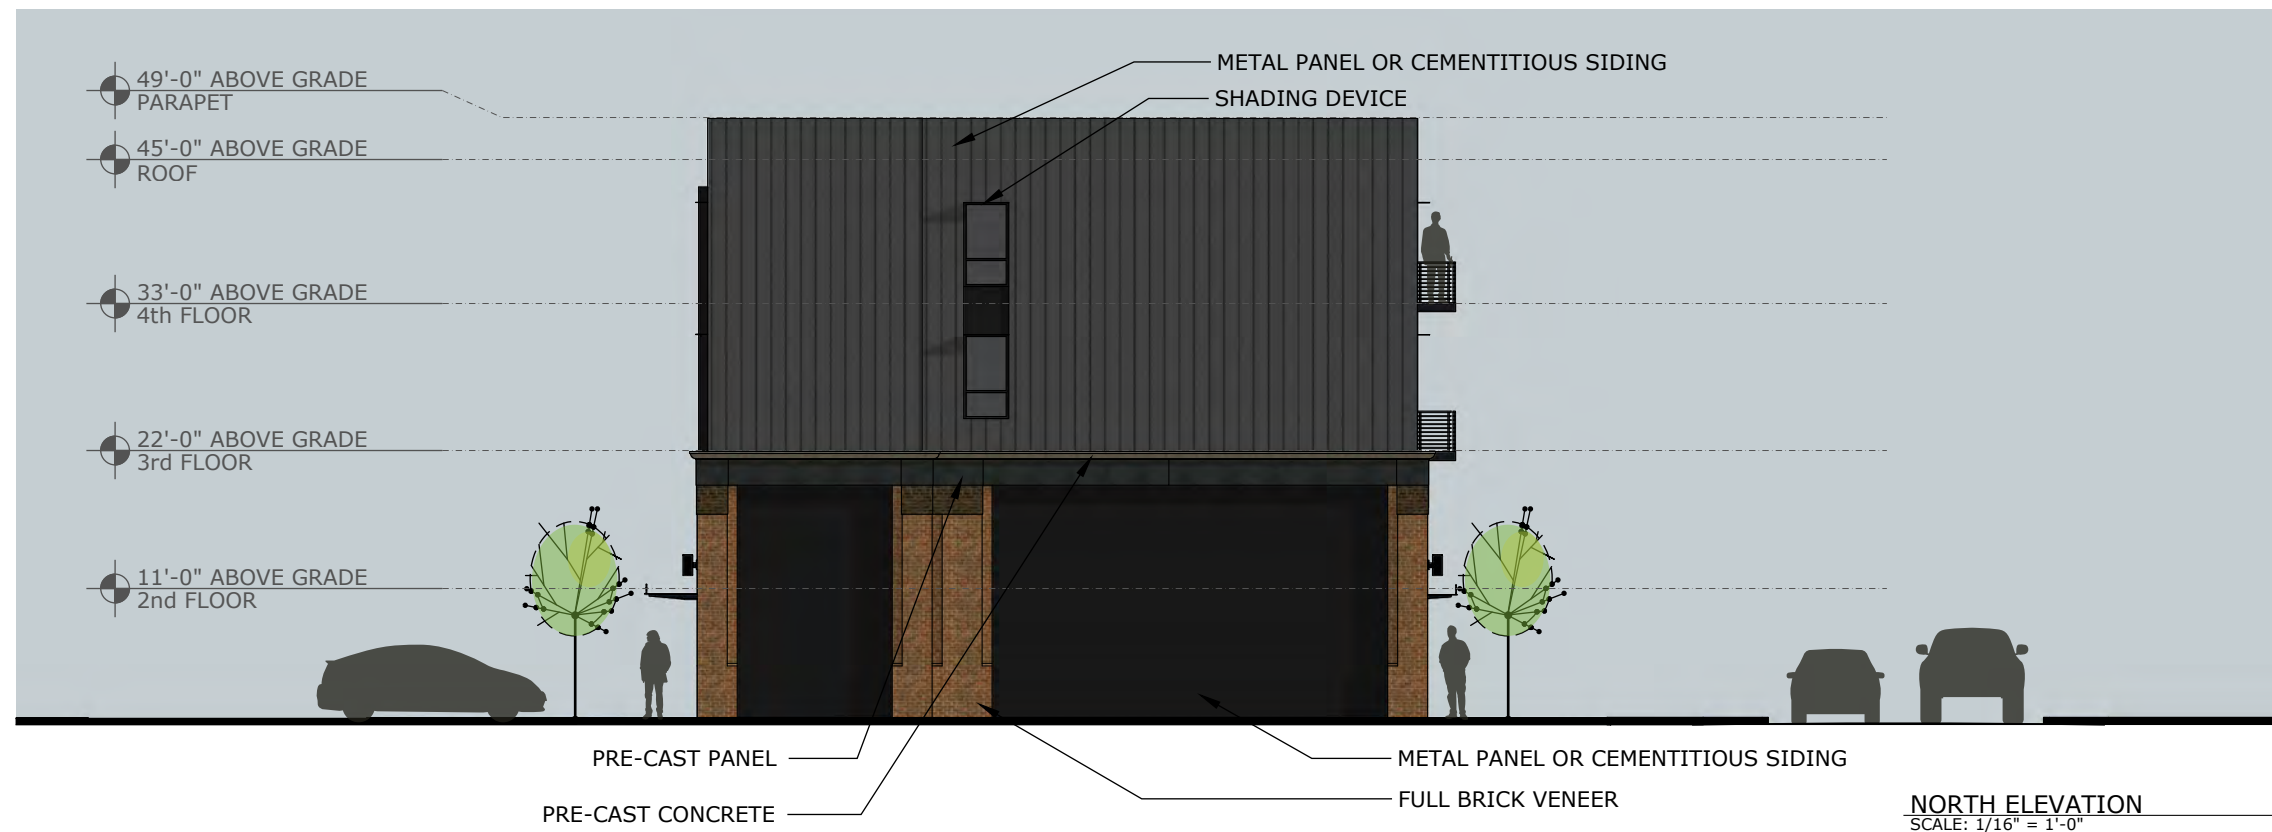 METAL PANEL OR CEMENTITIOUS SIDING
SHADING DEVICE
49'-0" ABOVE GRADE
PARAPET
45'-0" ABOVE GRADE
ROOF
33'-0" ABOVE GRADE
4th FLOOR
22'-0" ABOVE GRADE
3rd FLOOR
11'-0" ABOVE GRADE
2nd FLOOR
PRE-CAST PANEL
METAL PANEL OR CEMENTITIOUS SIDING
PRE-CAST CONCRETE
FULL BRICK VENEER
NORTH ELEVATION
SCALE: 1/16" = 1'-0"